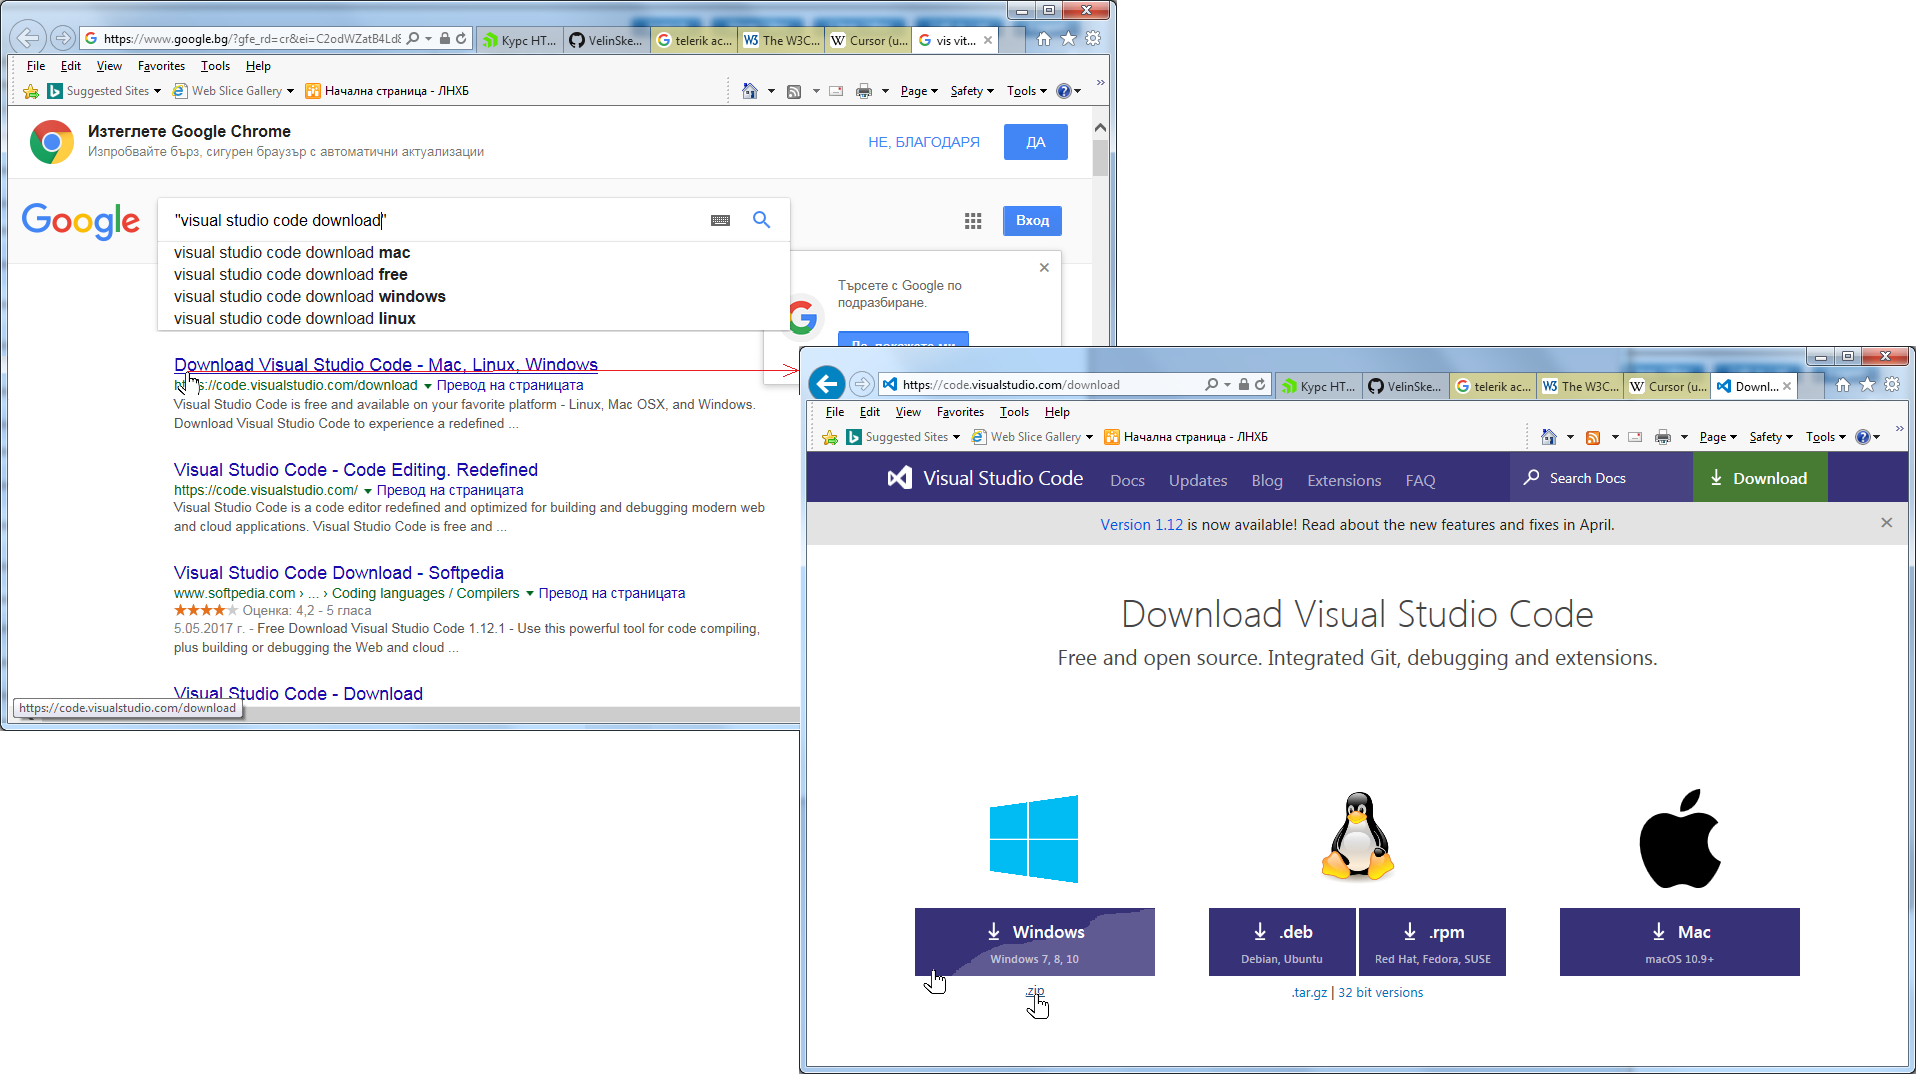 https://www.google.bg/?gfe_rd=cr&ei=C2odWZatB4Ld8
Курс HT...
VelinSke...
telerik ac...
The W3C...
Cursor (u...
vis vit...
File Edit View Favorites Tools Help
Suggested Sites
Web Slice Gallery
Начална страница - ЛНХБ
Page
Safety
Tools
Изтеглете Google Chrome
Изпробвайте бърз, сигурен браузър с автоматични актуализации
НЕ, БЛАГОДАРЯ
ДА
Google
"visual studio code download"
Вход
visual studio code download mac
visual studio code download free
visual studio code download windows
visual studio code download linux
Търсете с Google по
подразбиране.
Download Visual Studio Code - Mac, Linux, Windows
https://code.visualstudio.com/download Превод на страницата
Visual Studio Code is free and available on your favorite platform - Linux, Mac OSX, and Windows.
Download Visual Studio Code to experience a redefined ...
Visual Studio Code - Code Editing. Redefined
https://code.visualstudio.com/ Превод на страницата
Visual Studio Code is a code editor redefined and optimized for building and debugging modern web
and cloud applications. Visual Studio Code is free and ...
Visual Studio Code Download - Softpedia
www.softpedia.com › ... › Coding languages / Compilers Превод на страницата
Оценка: 4,2 - 5 гласа
5.05.2017 г. - Free Download Visual Studio Code 1.12.1 - Use this powerful tool for code compiling,
plus building or debugging the Web and cloud ...
Visual Studio Code - Download
https://code.visualstudio.com/download
https://code.visualstudio.com/download
Курс HT...
VelinSke...
telerik ac...
The W3C...
Cursor (u...
Downl...
File Edit View Favorites Tools Help
Suggested Sites
Web Slice Gallery
Начална страница - ЛНХБ
Page
Safety
Tools
Visual Studio Code
Docs
Updates
Blog
Extensions
FAQ
Search Docs
Download
Version 1.12 is now available! Read about the new features and fixes in April.
Download Visual Studio Code
Free and open source. Integrated Git, debugging and extensions.
Windows
Windows 7, 8, 10
.zip
.deb
Debian, Ubuntu
.rpm
Red Hat, Fedora, SUSE
.tar.gz | 32 bit versions
Mac
macOS 10.9+